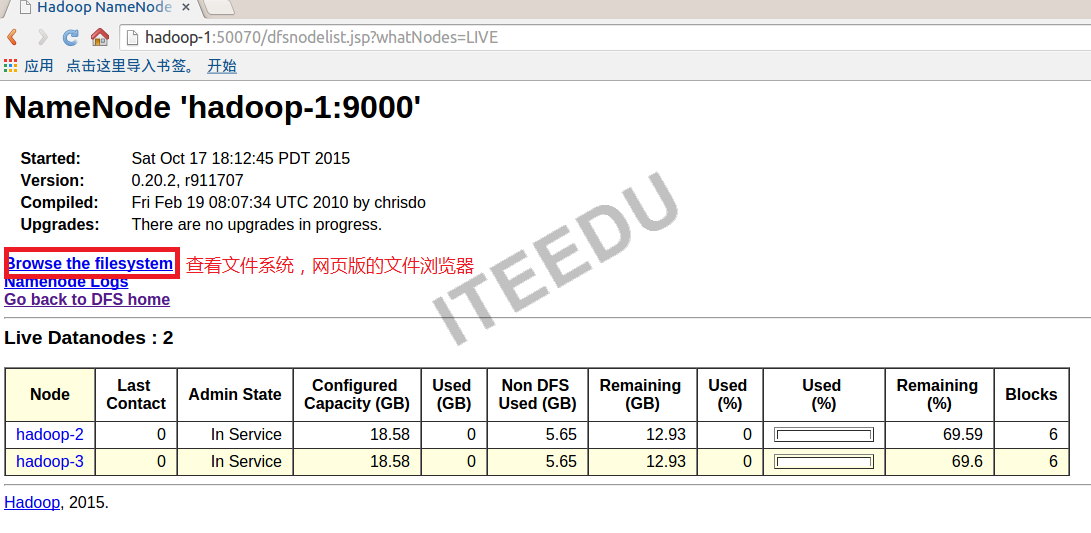 Hadoop NameNode
hadoop-1:50070/dfsnodelist.jsp?whatNodes=LIVE
应用 点击这里导入书签。 开始
NameNode 'hadoop-1:9000'
Started: Sat Oct 17 18:12:45 PDT 2015
Version: 0.20.2, r911707
Compiled: Fri Feb 19 08:07:34 UTC 2010 by chrisdo
Upgrades: There are no upgrades in progress.
Browse the filesystem 查看文件系统，网页版的文件浏览器
Namenode Logs
Go back to DFS home
ITEEDU
Live Datanodes : 2
Node Last Contact Admin State Configured Capacity (GB) Used (GB) Non DFS Used (GB) Remaining (GB) Used (%) Used (%) Remaining (%) Blocks
hadoop-2 0 In Service 18.58 0 5.65 12.93 0 69.59 6
hadoop-3 0 In Service 18.58 0 5.65 12.93 0 69.6 6
Hadoop, 2015.